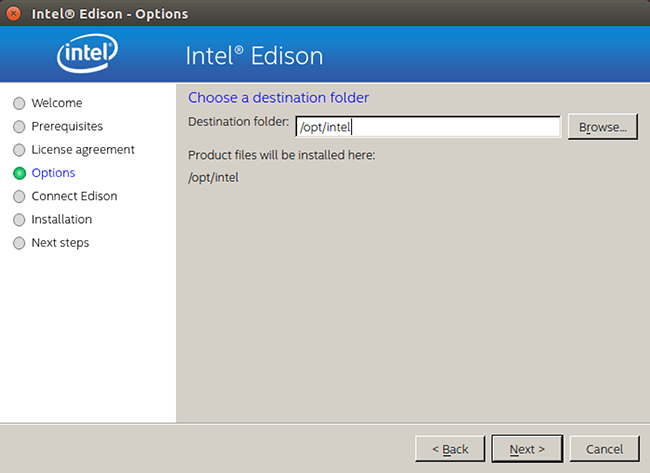 Intel® Edison - Options
intel®
Intel® Edison
Welcome
Prerequisites
License agreement
Options
Connect Edison
Installation
Next steps
Choose a destination folder
Destination folder: /opt/intel Browse...
Product files will be installed here:
/opt/intel
< Back Next > Cancel